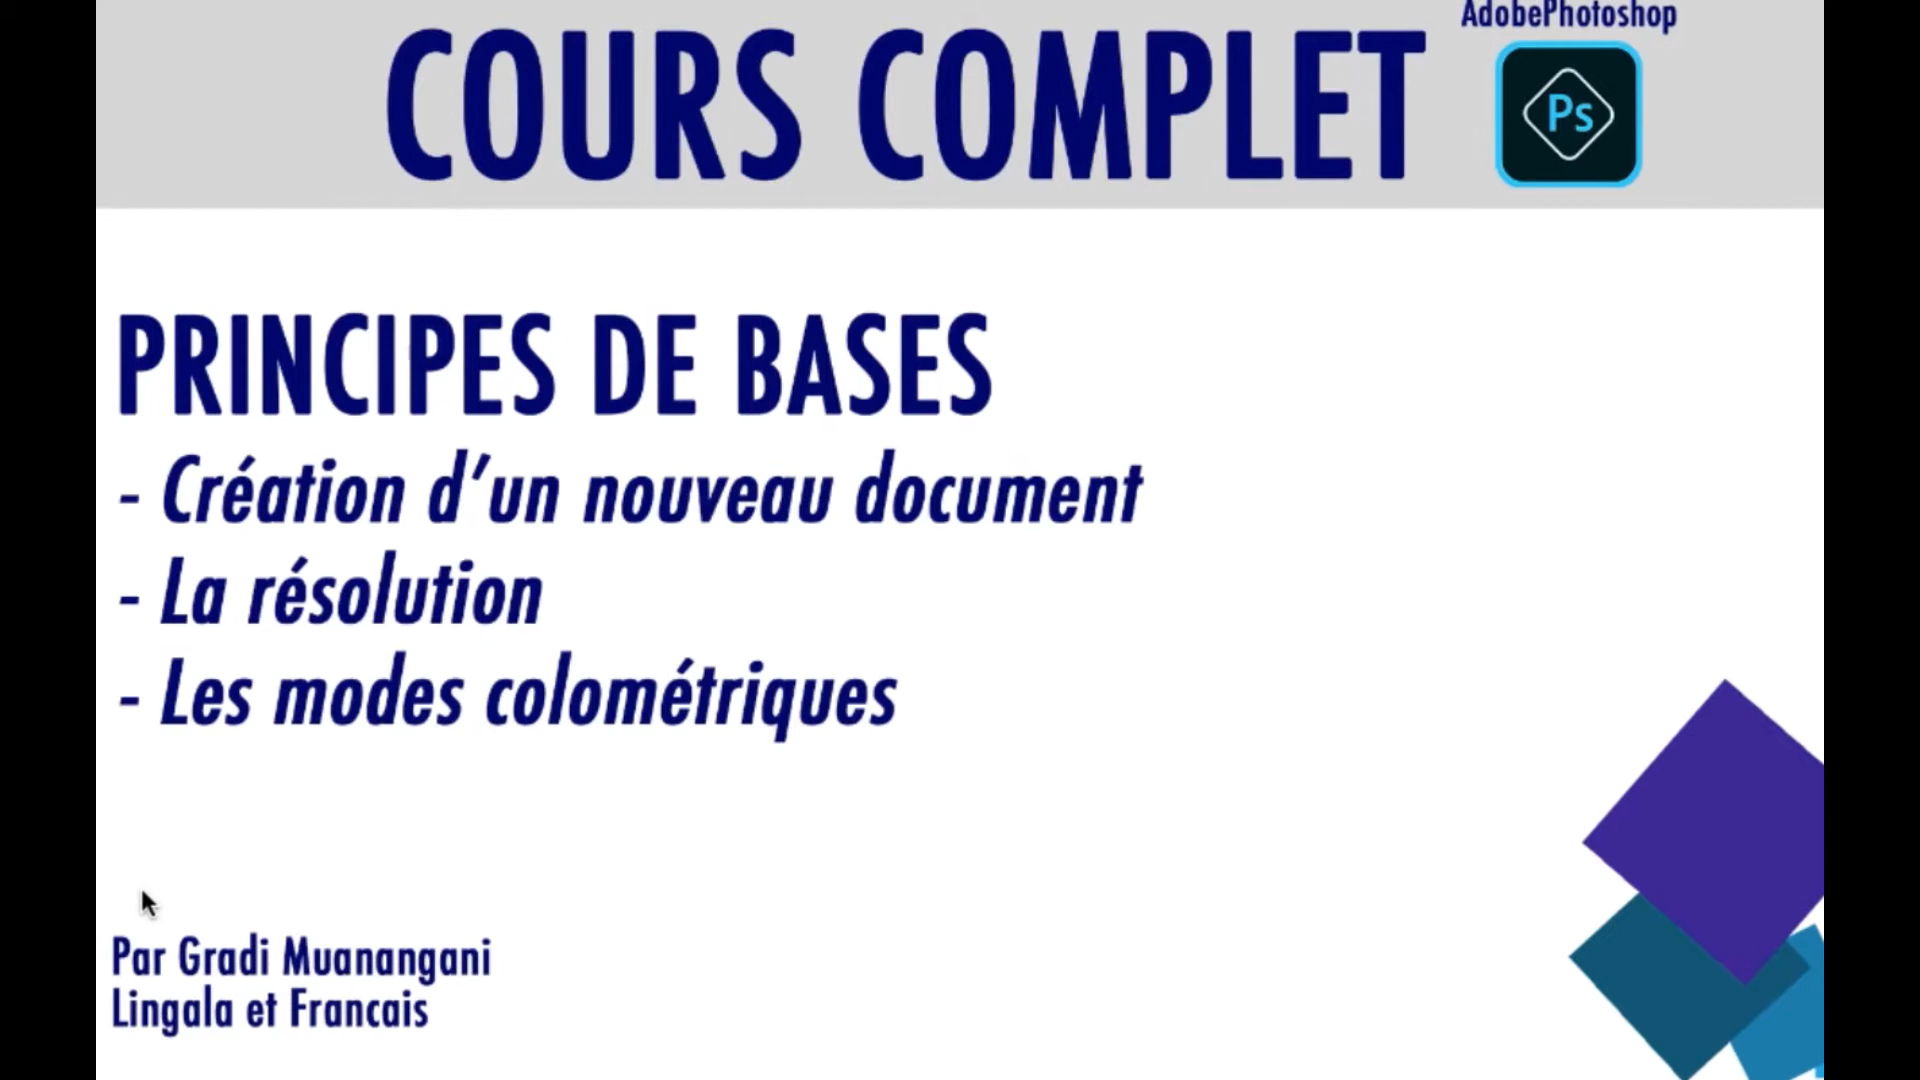 AdobePhotoshop
COURS COMPLET
Ps
PRINCIPES DE BASES
- Création d’un nouveau document
- La résolution
- Les modes colométriques
Par Gradi Muanangani
Lingala et Francais